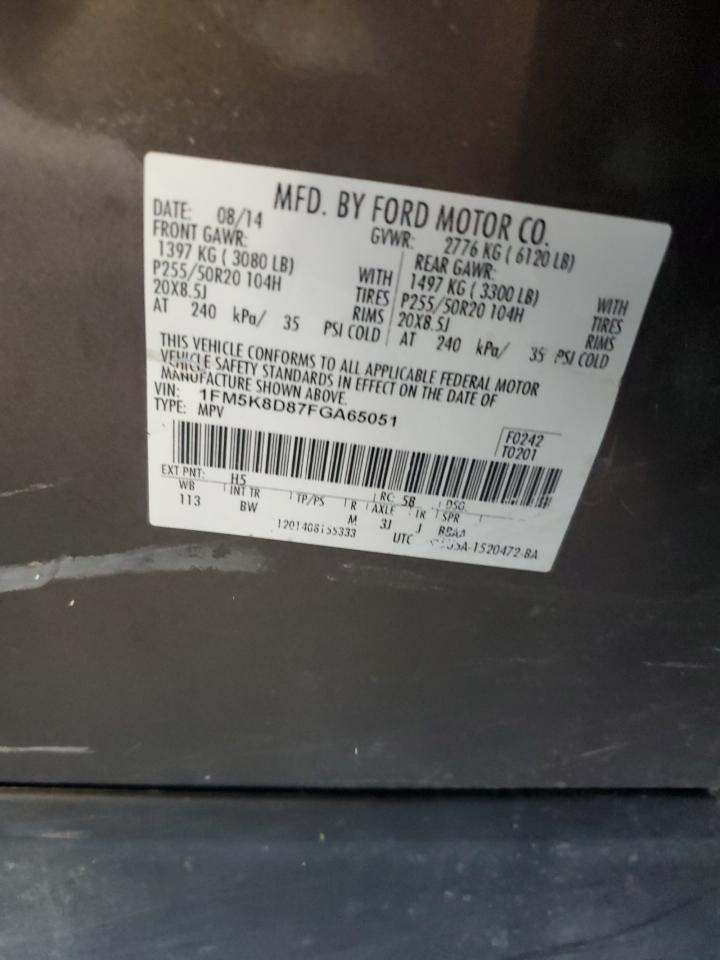 MFD. BY FORD MOTOR CO.
DATE: 08/14 GVWR: 2776 KG ( 6120 LB)
FRONT GAWR: REAR GAWR:
1397 KG ( 3080 LB) WITH 1497 KG ( 3300 LB) WITH
P255/50R20 104H TIRES P255/50R20 104H TIRES
20X8.5J RIMS 20X8.5J RIMS
AT 240 kPa/ 35 PSI COLD AT 240 kPa/ 35 PSI COLD
THIS VEHICLE CONFORMS TO ALL APPLICABLE FEDERAL MOTOR
VEHICLE SAFETY STANDARDS IN EFFECT ON THE DATE OF
MANUFACTURE SHOWN ABOVE.
VIN: 1FM5K8D87FGA65051
TYPE: MPV
F0242
T0201
EXT PNT: H5 RC: 58 DSO:
WB INT TR TP/PS R AXLE TR SPR
113 BW M 3J J RBAA
1201408155333 UTC